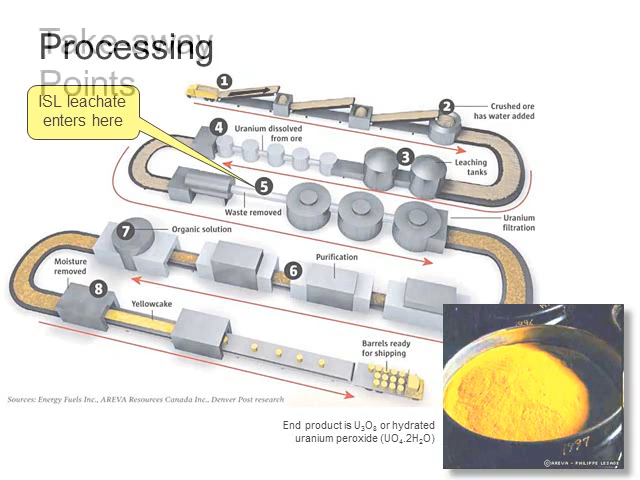 Take-away
Processing
Points
ISL leachate
enters here
1
2
Crushed ore
has water added
4
Uranium dissolved
from ore
3
Leaching
tanks
5
Waste removed
Uranium
filtration
7
Organic solution
Purification
6
Moisture
removed
8
Yellowcake
Barrels ready
for shipping
Sources: Energy Fuels Inc., AREVA Resources Canada Inc., Denver Post research
End product is U₃O₈ or hydrated
uranium peroxide (UO₄.2H₂O)
1997
©AREVA - PHILIPPE LESAGE